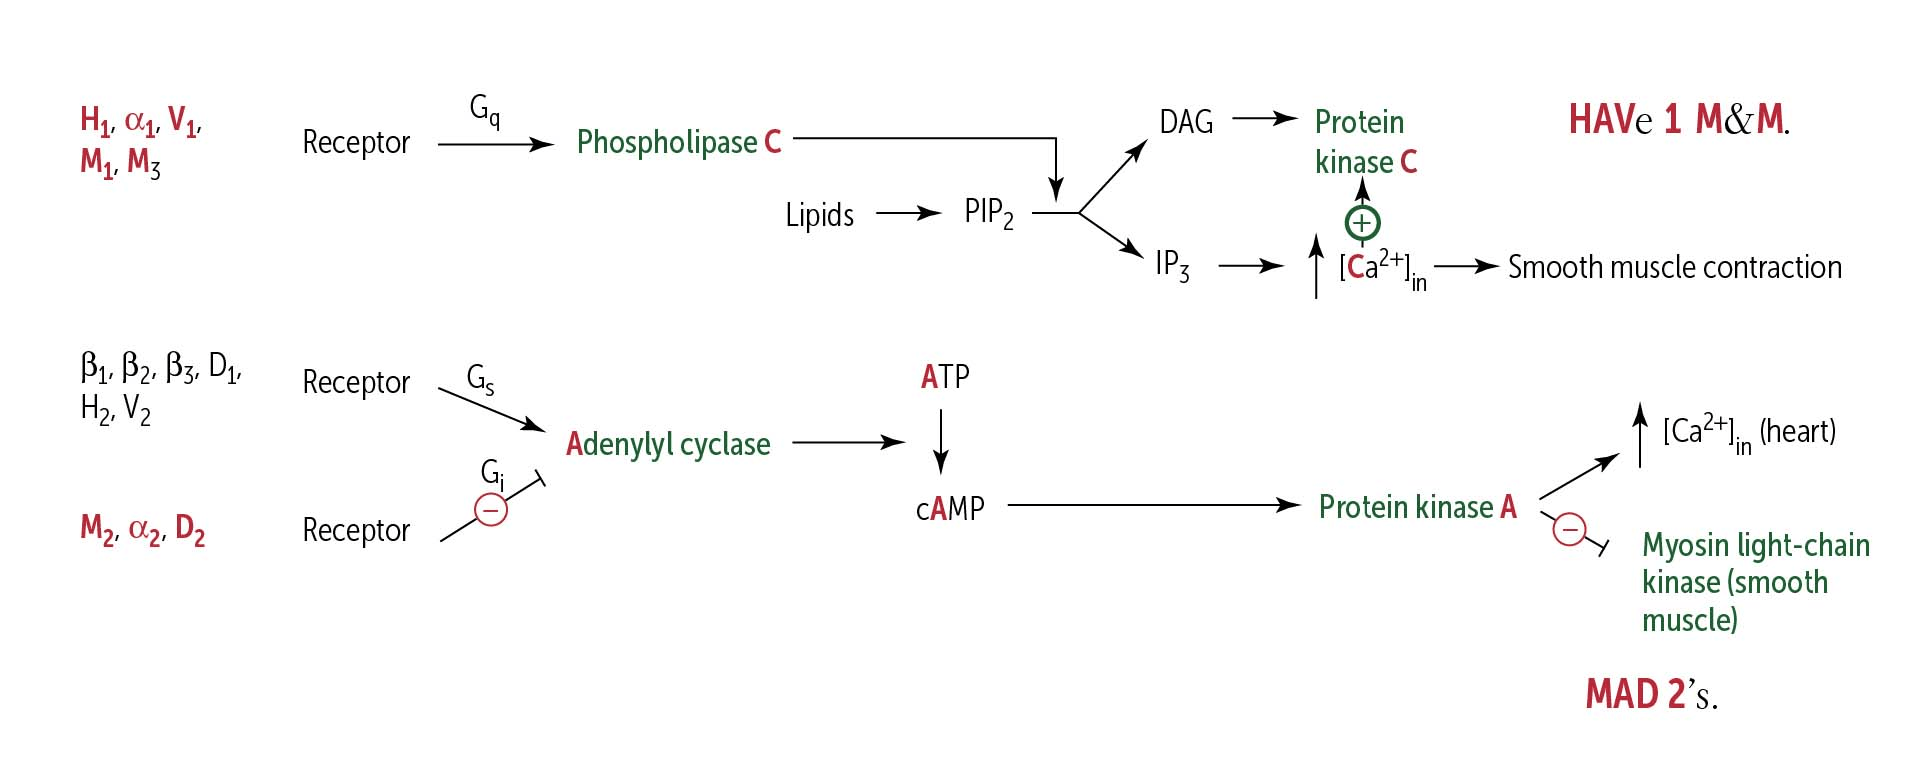 H₁, α₁, V₁,
M₁, M₃
Receptor
Gq
Phospholipase C
Lipids
PIP₂
DAG
IP₃
Protein
kinase C
+
[Ca²⁺]in
Smooth muscle contraction
HAVe 1 M&M.
β₁, β₂, β₃, D₁,
H₂, V₂
Receptor
Gs
Adenylyl cyclase
M₂, α₂, D₂
Receptor
Gi
−
ATP
cAMP
Protein kinase A
[Ca²⁺]in (heart)
−
Myosin light-chain
kinase (smooth
muscle)
MAD 2’s.